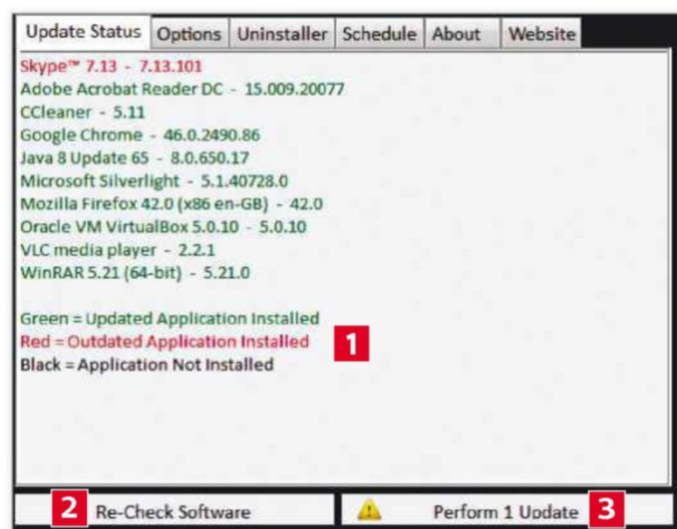 Update Status Options Uninstaller Schedule About Website
Skype™ 7.13 - 7.13.101
Adobe Acrobat Reader DC - 15.009.20077
CCleaner - 5.11
Google Chrome - 46.0.2490.86
Java 8 Update 65 - 8.0.650.17
Microsoft Silverlight - 5.1.40728.0
Mozilla Firefox 42.0 (x86 en-GB) - 42.0
Oracle VM VirtualBox 5.0.10 - 5.0.10
VLC media player - 2.2.1
WinRAR 5.21 (64-bit) - 5.21.0
Green = Updated Application Installed
Red = Outdated Application Installed 1
Black = Application Not Installed
2 Re-Check Software Perform 1 Update 3